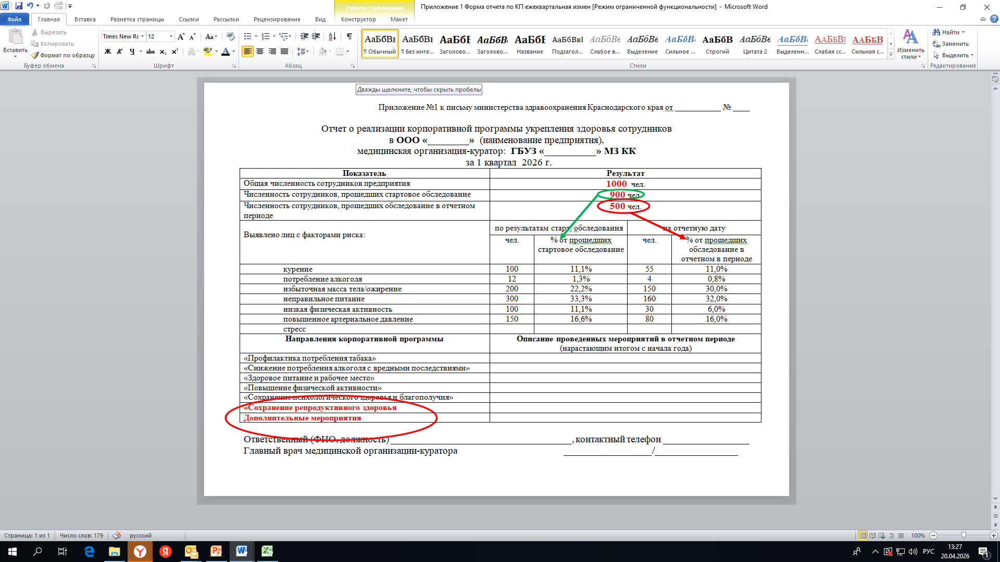 Работа с таблицами
Приложение 1 Форма отчета по КП ежеквартальная измен [Режим ограниченной функциональности] - Microsoft Word
Файл Главная Вставка Разметка страницы Ссылки Рассылки Рецензирование Вид Конструктор Макет
Вставить
Вырезать
Копировать
Формат по образцу
Буфер обмена
Times New Rc 12
Ж К Ч abc x₂ x²
Шрифт
Абзац
АаБбВв АаБбВв АаБбВ АаБбВв АаБбВ АаБбВвІ АаБбВв АаБбВв АаБбВв АаБбВ АаБбВв АаБбВв ААББВ ААББВ
¶ Обычный ¶ Без инте... Заголово... Заголово... Название Подзагол... Слабое в... Выделение Сильное ... Строгий Цитата 2 Выделенн... Слабая сс... Сильная с...
Стили
Изменить стили
Найти
Заменить
Выделить
Редактирование
Дважды щелкните, чтобы скрыть пробелы
Приложение №1 к письму министерства здравоохранения Краснодарского края от ___________ № ____
Отчет о реализации корпоративной программы укрепления здоровья сотрудников
в ООО «________» (наименование предприятия),
медицинская организация-куратор: ГБУЗ «__________» МЗ КК
за 1 квартал 2026 г.
Показатель Результат
Общая численность сотрудников предприятия 1000 чел.
Численность сотрудников, прошедших стартовое обследование 900 чел
Численность сотрудников, прошедших обследование в отчетном периоде 500 чел.
Выявлено лиц с факторами риска: по результатам старт. обследования на отчетную дату
чел. % от прошедших стартовое обследование чел. % от прошедших обследование в отчетном в периоде
курение 100 11,1% 55 11,0%
потребление алкоголя 12 1,3% 4 0,8%
избыточная масса тела/ожирение 200 22,2% 150 30,0%
неправильное питание 300 33,3% 160 32,0%
низкая физическая активность 100 11,1% 30 6,0%
повышенное артериальное давление 150 16,6% 80 16,0%
стресс
Направления корпоративной программы Описание проведенных мероприятий в отчетном периоде
(нарастающим итогом с начала года)
«Профилактика потребления табака»
«Снижение потребления алкоголя с вредными последствиями»
«Здоровое питание и рабочее место»
«Повышение физической активности»
«Сохранение психологического здоровья и благополучия»
«Сохранение репродуктивного здоровья
Дополнительные мероприятия
Ответственный (ФИО, должность)___________________________________, контактный телефон _________________
Главный врач медицинской организации-куратора _________________/________________
Страница: 1 из 1 Число слов: 179 русский 100%
РУС 13:27
20.04.2026
1